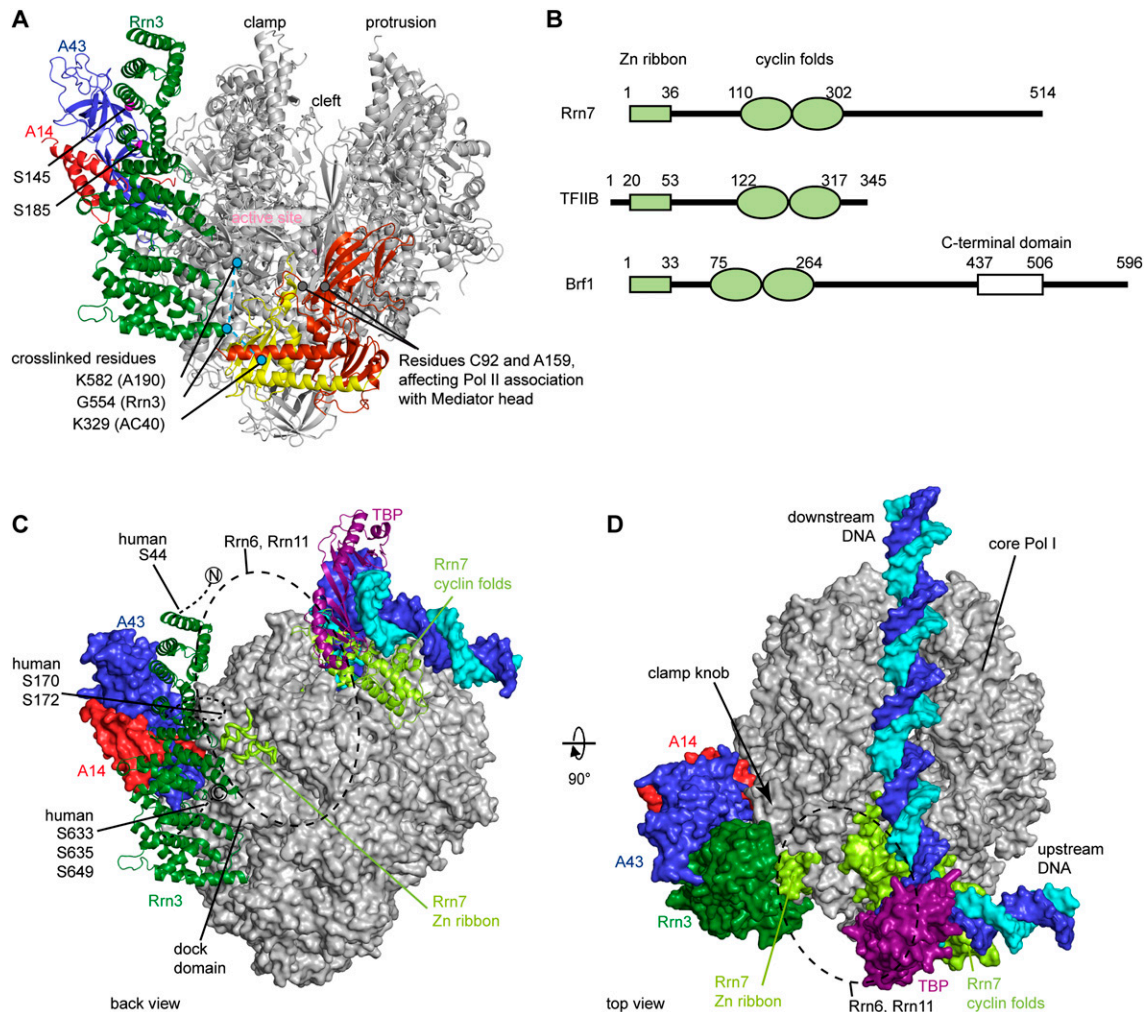 A
Rrn3
A43
clamp
protrusion
cleft
A14
S145
S185
active site
crosslinked residues
K582 (A190)
G554 (Rrn3)
K329 (AC40)
Residues C92 and A159,
affecting Pol II association
with Mediator head
B
Zn ribbon
cyclin folds
1 36 110 302 514
Rrn7
1 20 53 122 317 345
TFIIB
C-terminal domain
1 33 75 264 437 506 596
Brf1
C
TBP
human
S44
Rrn6, Rrn11
N
Rrn7
cyclin folds
A43
human
S170
S172
A14
C
human
S633
S635
S649
Rrn3
dock
domain
Rrn7
Zn ribbon
back view
90°
D
downstream
DNA
core Pol I
clamp knob
A14
A43
upstream
DNA
Rrn3
Rrn7
Zn ribbon
TBP
Rrn6, Rrn11
Rrn7
cyclin folds
top view